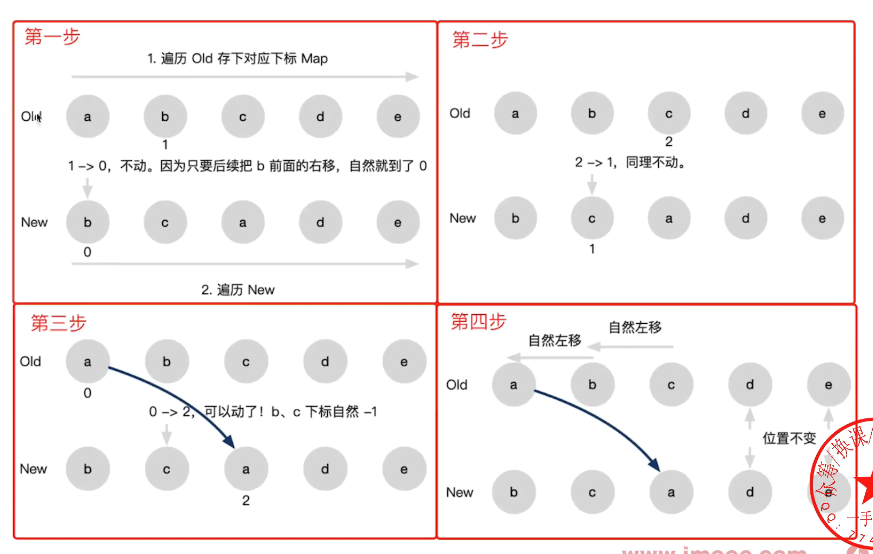 第一步
1. 遍历 Old 存下对应下标 Map
Old a b c d e
1
1 -> 0，不动。因为只要后续把 b 前面的右移，自然就到了 0
New b c a d e
0
2. 遍历 New
第二步
Old a b c d e
2
2 -> 1，同理不动。
New b c a d e
1
第三步
Old a b c d e
0
0 -> 2，可以动了！b、c 下标自然 -1
New b c a d e
2
第四步
自然左移
自然左移
Old a b c d e
位置不变
New b c a d e